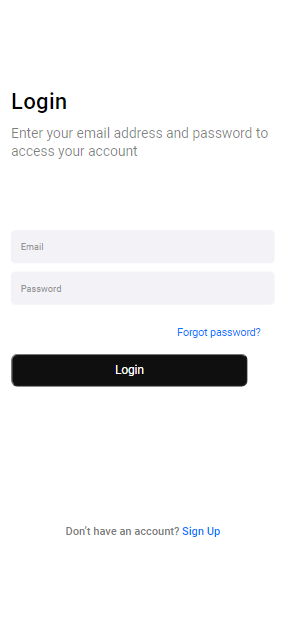 Login
Enter your email address and password to
access your account
Email
Password
Forgot password?
Login
Don't have an account? Sign Up